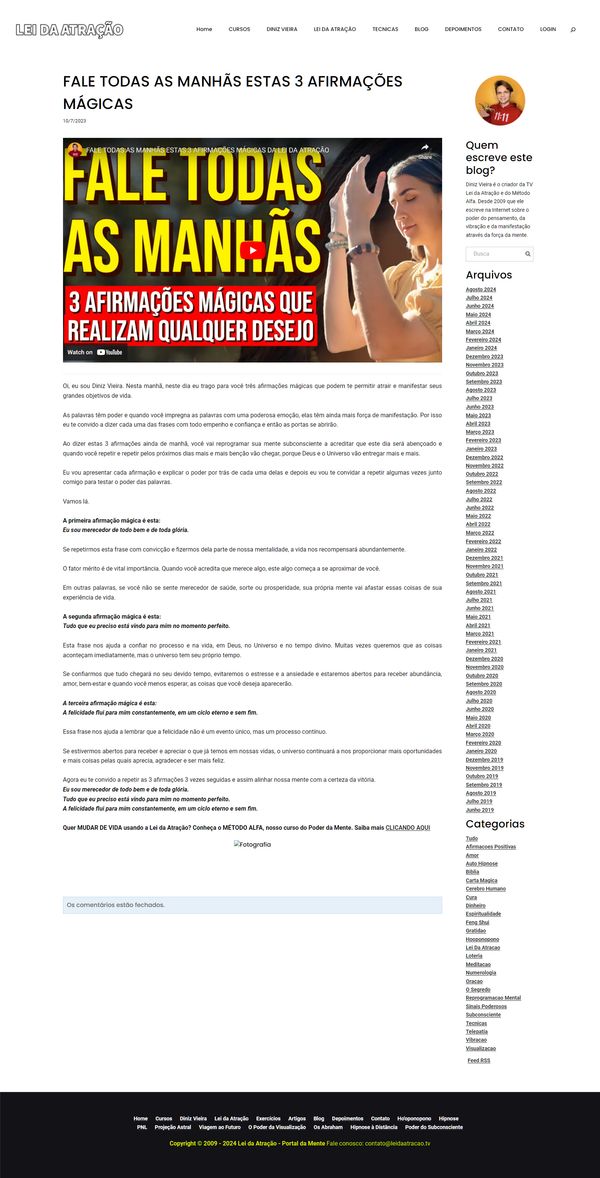 LEI DA ATRAÇÃO
Home CURSOS DINIZ VIEIRA LEI DA ATRAÇÃO TECNICAS BLOG DEPOIMENTOS CONTATO LOGIN
FALE TODAS AS MANHÃS ESTAS 3 AFIRMAÇÕES
MÁGICAS
10/7/2023
FALE TODAS AS MANHÃS ESTAS 3 AFIRMAÇÕES MÁGICAS DA LEI DA ATRAÇÃO
Share
FALE TODAS
AS MANHÃS
3 AFIRMAÇÕES MÁGICAS QUE
REALIZAM QUALQUER DESEJO
Watch on YouTube
Oi, eu sou Diniz Vieira. Nesta manhã, neste dia eu trago para você três afirmações mágicas que podem te permitir atrair e manifestar seus
grandes objetivos de vida.
As palavras têm poder e quando você impregna as palavras com uma poderosa emoção, elas têm ainda mais força de manifestação. Por isso
eu te convido a dizer cada uma das frases com todo empenho e confiança e então as portas se abrirão.
Ao dizer estas 3 afirmações ainda de manhã, você vai reprogramar sua mente subconsciente a acreditar que este dia será abençoado e
quando você repetir e repetir pelos próximos dias mais e mais benção vão chegar, porque Deus e o Universo vão entregar mais e mais.
Eu vou apresentar cada afirmação e explicar o poder por trás de cada uma delas e depois eu vou te convidar a repetir algumas vezes junto
comigo para testar o poder das palavras.
Vamos lá.
A primeira afirmação mágica é esta:
Eu sou merecedor de todo bem e de toda glória.
Se repetirmos esta frase com convicção e fizermos dela parte de nossa mentalidade, a vida nos recompensará abundantemente.
O fator mérito é de vital importância. Quando você acredita que merece algo, este algo começa a se aproximar de você.
Em outras palavras, se você não se sente merecedor de saúde, sorte ou prosperidade, sua própria mente vai afastar essas coisas de sua
experiência de vida.
A segunda afirmação mágica é esta:
Tudo que eu preciso está vindo para mim no momento perfeito.
Esta frase nos ajuda a confiar no processo e na vida, em Deus, no Universo e no tempo divino. Muitas vezes queremos que as coisas
aconteçam imediatamente, mas o universo tem seu próprio tempo.
Se confiarmos que tudo chegará no seu devido tempo, evitaremos o estresse e a ansiedade e estaremos abertos para receber abundância,
amor, bem-estar e quando você menos esperar, as coisas que você deseja aparecerão.
A terceira afirmação mágica é esta:
A felicidade flui para mim constantemente, em um ciclo eterno e sem fim.
Essa frase nos ajuda a lembrar que a felicidade não é um evento único, mas um processo contínuo.
Se estivermos abertos para receber e apreciar o que já temos em nossas vidas, o universo continuará a nos proporcionar mais oportunidades
e mais coisas pelas quais aprecia, agradecer e ser mais feliz.
Agora eu te convido a repetir as 3 afirmações 3 vezes seguidas e assim alinhar nossa mente com a certeza da vitória.
Eu sou merecedor de todo bem e de toda glória.
Tudo que eu preciso está vindo para mim no momento perfeito.
A felicidade flui para mim constantemente, em um ciclo eterno e sem fim.
Quer MUDAR DE VIDA usando a Lei da Atração? Conheça o MÉTODO ALFA, nosso curso do Poder da Mente. Saiba mais CLICANDO AQUI
Fotografia
Os comentários estão fechados.
11:11
Quem
escreve este
blog?
Diniz Vieira é o criador da TV
Lei da Atração e do Método
Alfa. Desde 2009 que ele
escreve na Internet sobre o
poder do pensamento, da
vibração e da manifestação
através da força da mente.
Busca
Arquivos
Agosto 2024
Julho 2024
Junho 2024
Maio 2024
Abril 2024
Março 2024
Fevereiro 2024
Janeiro 2024
Dezembro 2023
Novembro 2023
Outubro 2023
Setembro 2023
Agosto 2023
Julho 2023
Junho 2023
Maio 2023
Abril 2023
Março 2023
Fevereiro 2023
Janeiro 2023
Dezembro 2022
Novembro 2022
Outubro 2022
Setembro 2022
Agosto 2022
Julho 2022
Junho 2022
Maio 2022
Abril 2022
Março 2022
Fevereiro 2022
Janeiro 2022
Dezembro 2021
Novembro 2021
Outubro 2021
Setembro 2021
Agosto 2021
Julho 2021
Junho 2021
Maio 2021
Abril 2021
Março 2021
Fevereiro 2021
Janeiro 2021
Dezembro 2020
Novembro 2020
Outubro 2020
Setembro 2020
Agosto 2020
Julho 2020
Junho 2020
Maio 2020
Abril 2020
Março 2020
Fevereiro 2020
Janeiro 2020
Dezembro 2019
Novembro 2019
Outubro 2019
Setembro 2019
Agosto 2019
Julho 2019
Junho 2019
Categorias
Tudo
Afirmacoes Positivas
Amor
Auto Hipnose
Biblia
Carta Magica
Cerebro Humano
Cura
Dinheiro
Espiritualidade
Feng Shui
Gratidao
Hooponopono
Lei Da Atracao
Loteria
Meditacao
Numerologia
Oracao
O Segredo
Reprogramacao Mental
Sinais Poderosos
Subconsciente
Tecnicas
Telepatia
Vibracao
Visualizacao
Feed RSS
Home Cursos Diniz Vieira Lei da Atração Exercícios Artigos Blog Depoimentos Contato Ho'oponopono Hipnose
PNL Projeção Astral Viagem ao Futuro O Poder da Visualização Os Abraham Hipnose à Distância Poder do Subconsciente
Copyright © 2009 - 2024 Lei da Atração - Portal da Mente Fale conosco: contato@leidaatracao.tv